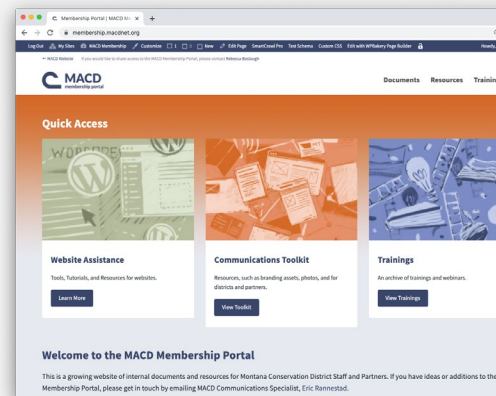 Membership Portal | MACD M
membership.macdnet.org
Log Out My Sites MACD Membership Customize 1 0 New Edit Page SmartCrawl Pro Test Schema Custom CSS Edit with WPBakery Page Builder Howdy,
← MACD Website If you would like to share access to the MACD Membership Portal, please contact Rebecca Boslough
MACD
membership portal
Documents Resources Trainin
Quick Access
WORDPRESS
Website Assistance
Tools, Tutorials, and Resources for websites.
Learn More
Communications Toolkit
Resources, such as branding assets, photos, and for
districts and partners.
View Toolkit
Trainings
An archive of trainings and webinars.
View Trainings
Welcome to the MACD Membership Portal
This is a growing website of internal documents and resources for Montana Conservation District Staff and Partners. If you have ideas or additions to the
Membership Portal, please get in touch by emailing MACD Communications Specialist, Eric Rannestad.